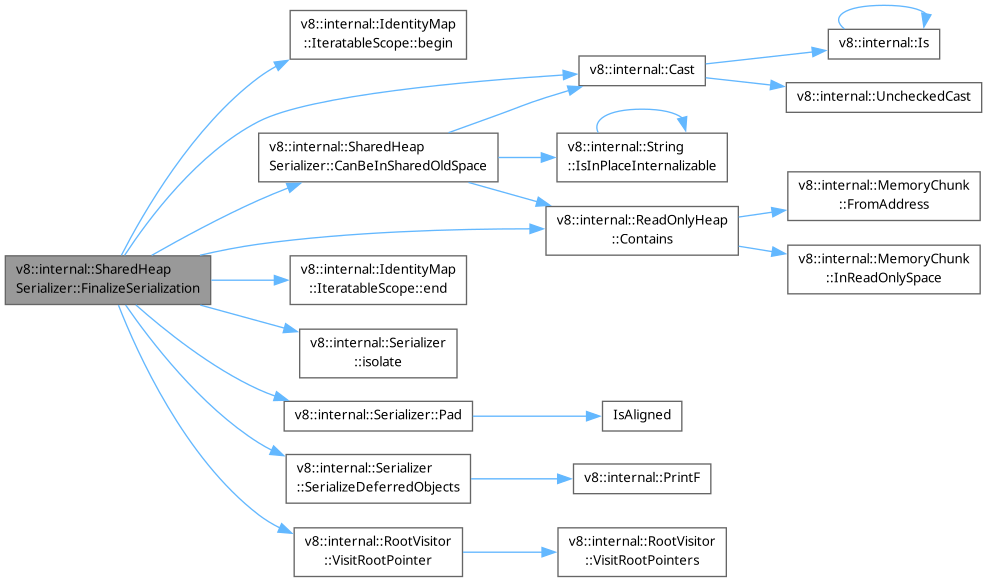 v8::internal::IdentityMap
::IteratableScope::begin
v8::internal::Is
v8::internal::Cast
v8::internal::UncheckedCast
v8::internal::SharedHeap
Serializer::CanBeInSharedOldSpace
v8::internal::String
::IsInPlaceInternalizable
v8::internal::MemoryChunk
::FromAddress
v8::internal::ReadOnlyHeap
::Contains
v8::internal::MemoryChunk
::InReadOnlySpace
v8::internal::SharedHeap
Serializer::FinalizeSerialization
v8::internal::IdentityMap
::IteratableScope::end
v8::internal::Serializer
::isolate
v8::internal::Serializer::Pad
IsAligned
v8::internal::Serializer
::SerializeDeferredObjects
v8::internal::PrintF
v8::internal::RootVisitor
::VisitRootPointer
v8::internal::RootVisitor
::VisitRootPointers